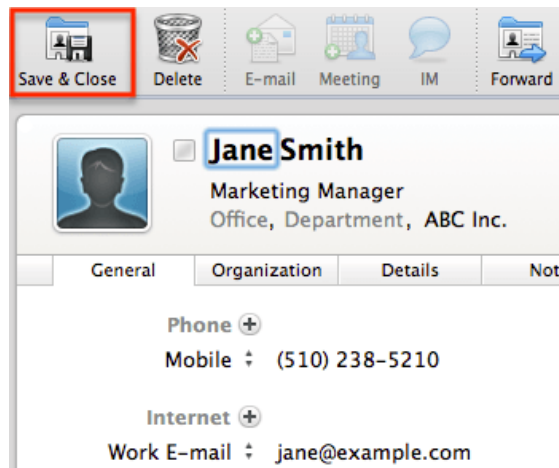 Save & Close Delete E-mail Meeting IM Forward
Jane Smith
Marketing Manager
Office, Department, ABC Inc.
General Organization Details Not
Phone
Mobile (510) 238-5210
Internet
Work E-mail jane@example.com